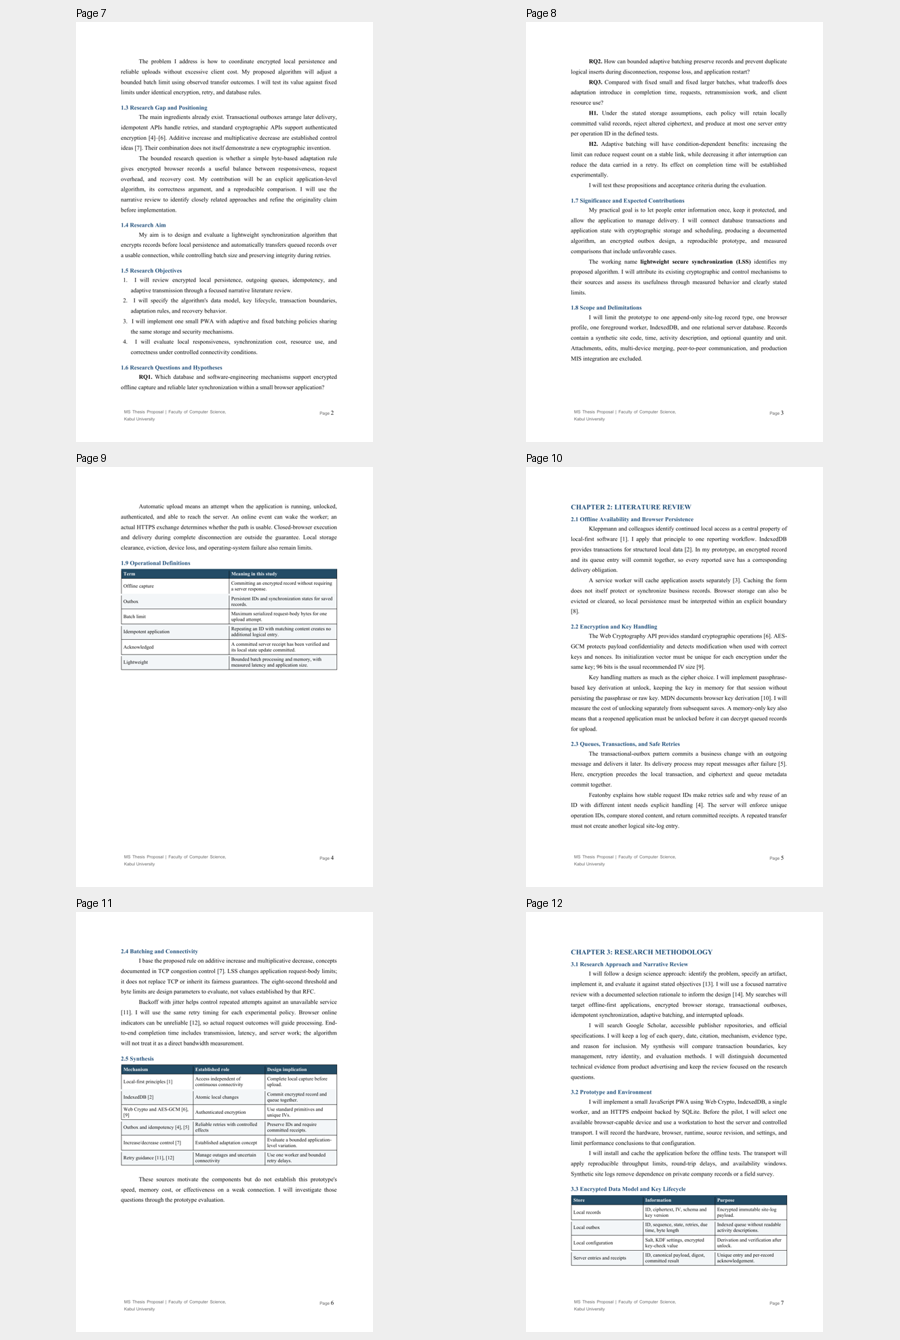 Page 7
The problem I address is how to coordinate encrypted local persistence and
reliable uploads without excessive client cost. My proposed algorithm will adjust a
bounded batch limit using observed transfer outcomes. I will test its value against fixed
limits under identical encryption, retry, and database rules.
1.3 Research Gap and Positioning
The main ingredients already exist. Transactional outboxes arrange later delivery,
idempotent APIs handle retries, and standard cryptographic APIs support authenticated
encryption [4]–[6]. Additive increase and multiplicative decrease are established control
ideas [7]. Their combination does not itself demonstrate a new cryptographic invention.
The bounded research question is whether a simple byte-based adaptation rule
gives encrypted browser records a useful balance between responsiveness, request
overhead, and recovery cost. My contribution will be an explicit application-level
algorithm, its correctness argument, and a reproducible comparison. I will use the
narrative review to identify closely related approaches and refine the originality claim
before implementation.
1.4 Research Aim
My aim is to design and evaluate a lightweight synchronization algorithm that
encrypts records before local persistence and automatically transfers queued records over
a usable connection, while controlling batch size and preserving integrity during retries.
1.5 Research Objectives
1. I will review encrypted local persistence, outgoing queues, idempotency, and
adaptive transmission through a focused narrative literature review.
2. I will specify the algorithm's data model, key lifecycle, transaction boundaries,
adaptation rules, and recovery behavior.
3. I will implement one small PWA with adaptive and fixed batching policies sharing
the same storage and security mechanisms.
4. I will evaluate local responsiveness, synchronization cost, resource use, and
correctness under controlled connectivity conditions.
1.6 Research Questions and Hypotheses
RQ1. Which database and software-engineering mechanisms support encrypted
offline capture and reliable later synchronization within a small browser application?
MS Thesis Proposal | Faculty of Computer Science,
Kabul University
Page 2
Page 8
RQ2. How can bounded adaptive batching preserve records and prevent duplicate
logical inserts during disconnection, response loss, and application restart?
RQ3. Compared with fixed small and fixed larger batches, what tradeoffs does
adaptation introduce in completion time, requests, retransmission work, and client
resource use?
H1. Under the stated storage assumptions, each policy will retain locally
committed valid records, reject altered ciphertext, and produce at most one server entry
per operation ID in the defined tests.
H2. Adaptive batching will have condition-dependent benefits: increasing the
limit can reduce request count on a stable link, while decreasing it after interruption can
reduce the data carried in a retry. Its effect on completion time will be established
experimentally.
I will test these propositions and acceptance criteria during the evaluation.
1.7 Significance and Expected Contributions
My practical goal is to let people enter information once, keep it protected, and
allow the application to manage delivery. I will connect database transactions and
application state with cryptographic storage and scheduling, producing a documented
algorithm, an encrypted outbox design, a reproducible prototype, and measured
comparisons that include unfavorable cases.
The working name lightweight secure synchronization (LSS) identifies my
proposed algorithm. I will attribute its existing cryptographic and control mechanisms to
their sources and assess its usefulness through measured behavior and clearly stated
limits.
1.8 Scope and Delimitations
I will limit the prototype to one append-only site-log record type, one browser
profile, one foreground worker, IndexedDB, and one relational server database. Records
contain a synthetic site code, time, activity description, and optional quantity and unit.
Attachments, edits, multi-device merging, peer-to-peer communication, and production
MIS integration are excluded.
MS Thesis Proposal | Faculty of Computer Science,
Kabul University
Page 3
Page 9
Automatic upload means an attempt when the application is running, unlocked,
authenticated, and able to reach the server. An online event can wake the worker; an
actual HTTPS exchange determines whether the path is usable. Closed-browser execution
and delivery during complete disconnection are outside the guarantee. Local storage
clearance, eviction, device loss, and operating-system failure also remain limits.
1.9 Operational Definitions
Term Meaning in this study
Offline capture Committing an encrypted record without requiring
a server response.
Outbox Persistent IDs and synchronization states for saved
records.
Batch limit Maximum serialized request-body bytes for one
upload attempt.
Idempotent application Repeating an ID with matching content creates no
additional logical entry.
Acknowledged A committed server receipt has been verified and
its local state update committed.
Lightweight Bounded batch processing and memory, with
measured latency and application size.
MS Thesis Proposal | Faculty of Computer Science,
Kabul University
Page 4
Page 10
CHAPTER 2: LITERATURE REVIEW
2.1 Offline Availability and Browser Persistence
Kleppmann and colleagues identify continued local access as a central property of
local-first software [1]. I apply that principle to one reporting workflow. IndexedDB
provides transactions for structured local data [2]. In my prototype, an encrypted record
and its queue entry will commit together, so every reported save has a corresponding
delivery obligation.
A service worker will cache application assets separately [3]. Caching the form
does not itself protect or synchronize business records. Browser storage can also be
evicted or cleared, so local persistence must be interpreted within an explicit boundary
[8].
2.2 Encryption and Key Handling
The Web Cryptography API provides standard cryptographic operations [6]. AES-
GCM protects payload confidentiality and detects modification when used with correct
keys and nonces. Its initialization vector must be unique for each encryption under the
same key; 96 bits is the usual recommended IV size [9].
Key handling matters as much as the cipher choice. I will implement passphrase-
based key derivation at unlock, keeping the key in memory for that session without
persisting the passphrase or raw key. MDN documents browser key derivation [10]. I will
measure the cost of unlocking separately from subsequent saves. A memory-only key also
means that a reopened application must be unlocked before it can decrypt queued records
for upload.
2.3 Queues, Transactions, and Safe Retries
The transactional-outbox pattern commits a business change with an outgoing
message and delivers it later. Its delivery process may repeat messages after failure [5].
Here, encryption precedes the local transaction, and ciphertext and queue metadata
commit together.
Featonby explains how stable request IDs make retries safe and why reuse of an
ID with different intent needs explicit handling [4]. The server will enforce unique
operation IDs, compare stored content, and return committed receipts. A repeated transfer
must not create another logical site-log entry.
MS Thesis Proposal | Faculty of Computer Science,
Kabul University
Page 5
Page 11
2.4 Batching and Connectivity
I base the proposed rule on additive increase and multiplicative decrease, concepts
documented in TCP congestion control [7]. LSS changes application request-body limits;
it does not replace TCP or inherit its fairness guarantees. The eight-second threshold and
byte limits are design parameters to evaluate, not values established by that RFC.
Backoff with jitter helps control repeated attempts against an unavailable service
[11]. I will use the same retry timing for each experimental policy. Browser online
indicators can be unreliable [12], so actual request outcomes will guide processing. End-
to-end completion time includes transmission, latency, and server work; the algorithm
will not treat it as a direct bandwidth measurement.
2.5 Synthesis
Mechanism Established role Design implication
Local-first principles [1] Access independent of
continuous connectivity Complete local capture before
upload.
IndexedDB [2] Atomic local changes Commit encrypted record and
queue together.
Web Crypto and AES-GCM [6],
[9] Authenticated encryption Use standard primitives and
unique IVs.
Outbox and idempotency [4], [5] Reliable retries with controlled
effects Preserve IDs and require
committed receipts.
Increase/decrease control [7] Established adaptation concept Evaluate a bounded application-
level variation.
Retry guidance [11], [12] Manage outages and uncertain
connectivity Use one worker and bounded
retry delays.
These sources motivate the components but do not establish this prototype's
speed, memory cost, or effectiveness on a weak connection. I will investigate those
questions through the prototype evaluation.
MS Thesis Proposal | Faculty of Computer Science,
Kabul University
Page 6
Page 12
CHAPTER 3: RESEARCH METHODOLOGY
3.1 Research Approach and Narrative Review
I will follow a design science approach: identify the problem, specify an artifact,
implement it, and evaluate it against stated objectives [13]. I will use a focused narrative
review with a documented selection rationale to inform the design [14]. My searches will
target offline-first applications, encrypted browser storage, transactional outboxes,
idempotent synchronization, adaptive batching, and interrupted uploads.
I will search Google Scholar, accessible publisher repositories, and official
specifications. I will keep a log of each query, date, citation, mechanism, evidence type,
and reason for inclusion. My synthesis will compare transaction boundaries, key
management, retry identity, and evaluation methods. I will distinguish documented
technical evidence from product advertising and keep the review focused on the research
questions.
3.2 Prototype and Environment
I will implement a small JavaScript PWA using Web Crypto, IndexedDB, a single
worker, and an HTTPS endpoint backed by SQLite. Before the pilot, I will select one
available browser-capable device and use a workstation to host the server and controlled
transport. I will record the hardware, browser, runtime, source revision, and settings, and
limit performance conclusions to that configuration.
I will install and cache the application before the offline tests. The transport will
apply reproducible throughput limits, round-trip delays, and availability windows.
Synthetic site logs remove dependence on private company records or a field survey.
3.3 Encrypted Data Model and Key Lifecycle
Store Information Purpose
Local records ID, ciphertext, IV, schema and
key version Encrypted immutable site-log
payload.
Local outbox ID, sequence, state, retries, due
time, byte length Indexed queue without readable
activity descriptions.
Local configuration Salt, KDF settings, encrypted
key-check value Derivation and verification after
unlock.
Server entries and receipts ID, canonical payload, digest,
committed result Unique entry and per-record
acknowledgement.
MS Thesis Proposal | Faculty of Computer Science,
Kabul University
Page 7